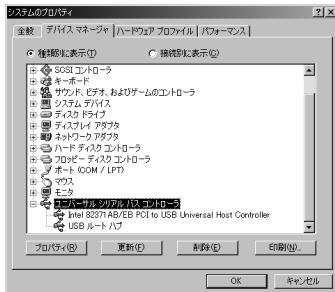 システムのプロパティ
全般 デバイス マネージャ ハードウェア プロファイル パフォーマンス
種類別に表示(T) 接続別に表示(C)
SCSI コントローラ
キーボード
サウンド、ビデオ、およびゲームのコントローラ
システム デバイス
ディスク ドライブ
ディスプレイ アダプタ
ネットワーク アダプタ
ハード ディスク コントローラ
フロッピー ディスク コントローラ
ポート (COM / LPT)
マウス
モニタ
ユニバーサル シリアル バス コントローラ
Intel 82371AB/EB PCI to USB Universal Host Controller
USB ルート ハブ
プロパティ(R) 更新(F) 削除(E) 印刷(N)...
OK キャンセル